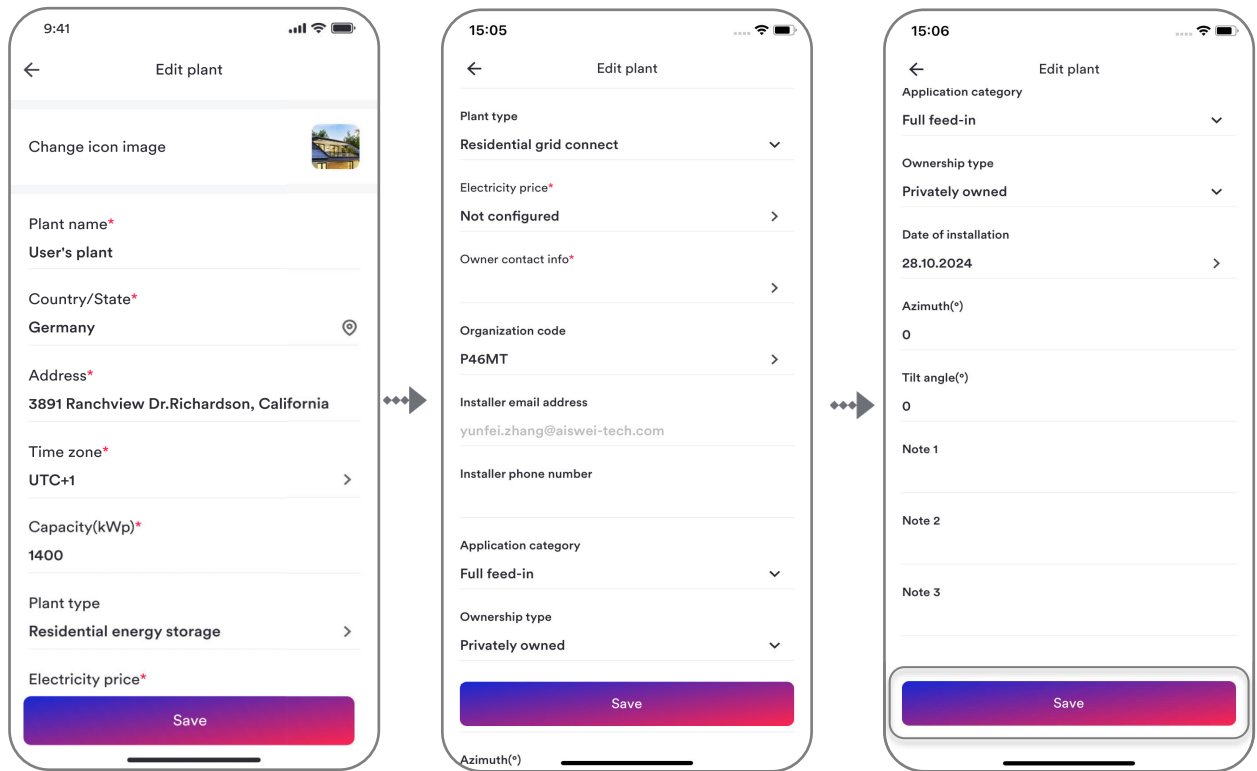 9:41
Edit plant
Change icon image
Plant name*
User's plant
Country/State*
Germany
Address*
3891 Ranchview Dr.Richardson, California
Time zone*
UTC+1
Capacity(kWp)*
1400
Plant type
Residential energy storage
Electricity price*
Save
15:05
Edit plant
Plant type
Residential grid connect
Electricity price*
Not configured
Owner contact info*
Organization code
P46MT
Installer email address
yunfei.zhang@aiswei-tech.com
Installer phone number
Application category
Full feed-in
Ownership type
Privately owned
Save
Azimuth(°)
15:06
Edit plant
Application category
Full feed-in
Ownership type
Privately owned
Date of installation
28.10.2024
Azimuth(°)
0
Tilt angle(°)
0
Note 1
Note 2
Note 3
Save